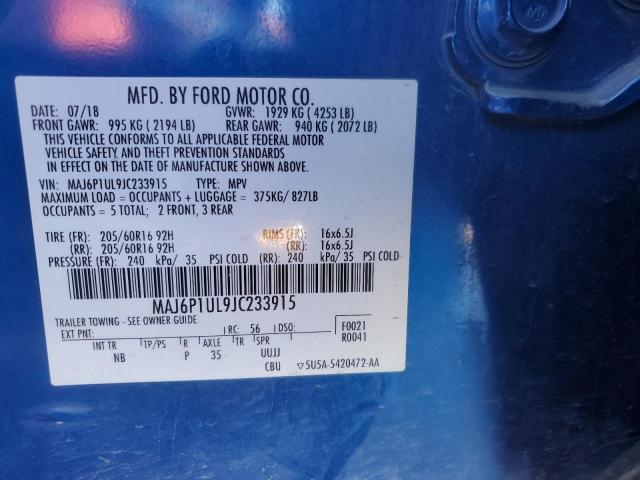 MFD. BY FORD MOTOR CO.
DATE: 07/18 GVWR: 1929 KG ( 4253 LB)
FRONT GAWR: 995 KG ( 2194 LB) REAR GAWR: 940 KG ( 2072 LB)
THIS VEHICLE CONFORMS TO ALL APPLICABLE FEDERAL MOTOR
VEHICLE SAFETY AND THEFT PREVENTION STANDARDS
IN EFFECT ON THE DATE OF MANUFACTURE SHOWN ABOVE.
VIN: MAJ6P1UL9JC233915 TYPE: MPV
MAXIMUM LOAD = OCCUPANTS + LUGGAGE = 375KG/ 827LB
OCCUPANTS = 5 TOTAL; 2 FRONT, 3 REAR
TIRE (FR): 205/60R16 92H RIMS (FR): 16x6.5J
(RR): 205/60R16 92H (RR): 16x6.5J
PRESSURE (FR): 240 kPa/ 35 PSI COLD (RR): 240 kPa/ 35 PSI COLD
MAJ6P1UL9JC233915
TRAILER TOWING - SEE OWNER GUIDE
EXT PNT: RC: 56 DSO: F0021
R0041
INT TR TP/PS R AXLE TR SPR
NB P 35 UUJJ
CBU 5U5A-5420472-AA